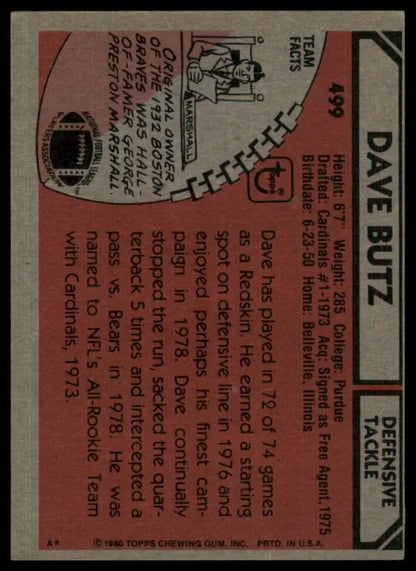 499
DAVE BUTZ
DEFENSIVE
TACKLE
Height: 6'7" Weight: 285 College: Purdue
Drafted: Cardinals #1-1973 Acq: Signed as Free Agent, 1975
Birthdate: 6-23-50 Home: Belleville, Illinois
TEAM
FACTS
MARSHALL
ORIGINAL OWNER
OF THE 1932 BOSTON
BRAVES WAS HALL-
OF-FAMER GEORGE
PRESTON MARSHALL.
NATIONAL FOOTBALL LEAGUE
PLAYERS ASSOCIATION
Topps®
Dave has played in 72 of 74 games
as a Redskin. He earned a starting
spot on defensive line in 1976 and
enjoyed perhaps his finest cam-
paign in 1978. Dave continually
stopped the run, sacked the quar-
terback 5 times and intercepted a
pass vs. Bears in 1978. He was
named to NFL's All-Rookie Team
with Cardinals, 1973.
A*
©1980 TOPPS CHEWING GUM, INC. PRTD. IN U.S.A.